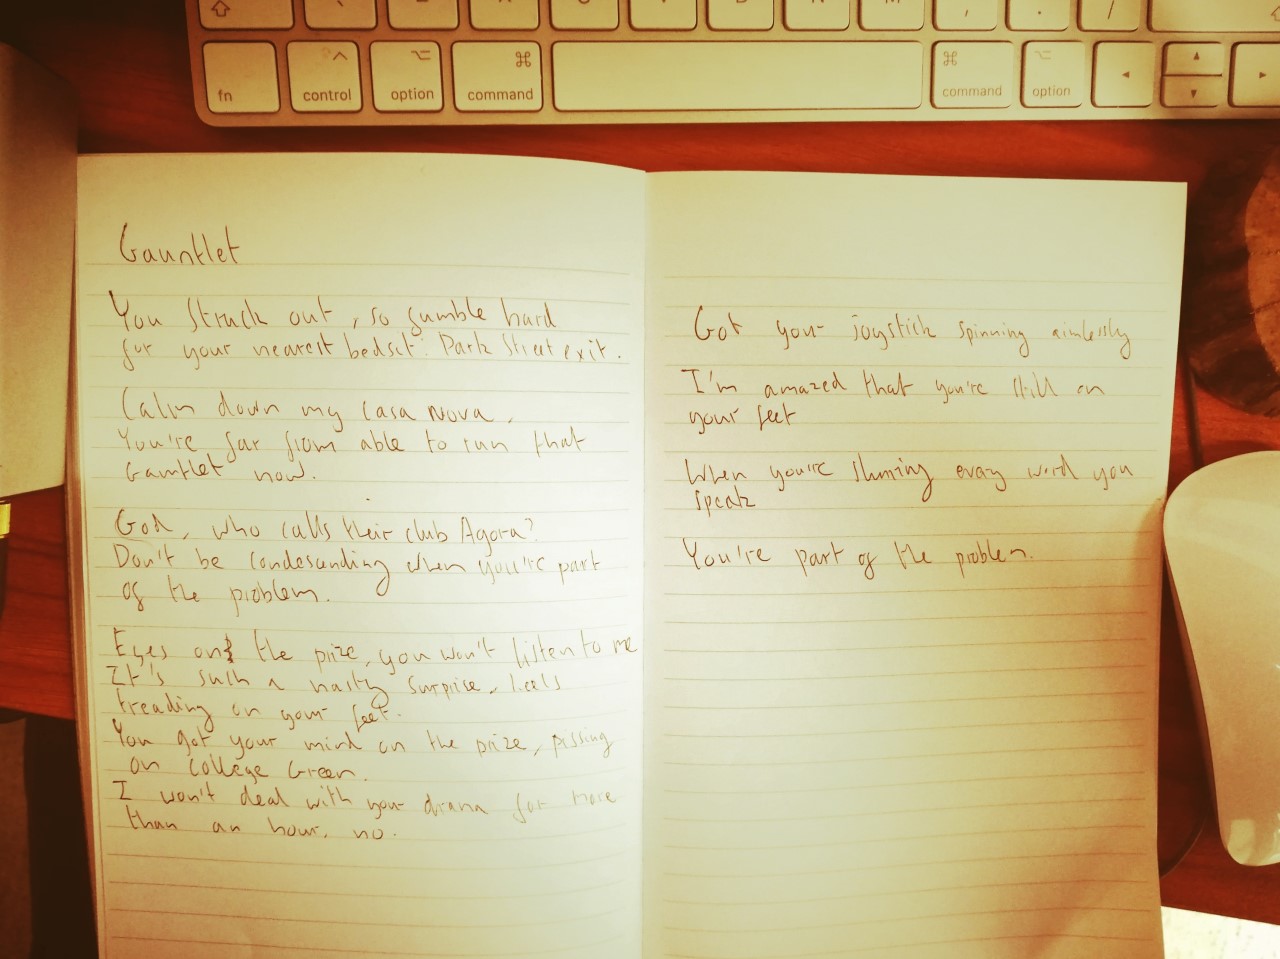 fn
control
option
command
command
option
Gauntlet
You struck out, so gumble hard
for your nearest bedset. Park Street exit.
Calm down my casa nova,
You're far from able to run that
Gauntlet now.
God, who calls their club Agora?
Don't be condesending when you're part
of the problem.
Eyes on the prize, you won't listen to me
It's such a nasty surprise, heels
treading on your feet.
You got your mind on the prize, pissing
on College Green.
I won't deal with your drama for more
than an hour, no.
Got your joystick spinning aimlessly
I'm amazed that you're still on
your feet
When you're sluring evary word you
speak
You're part of the problem.